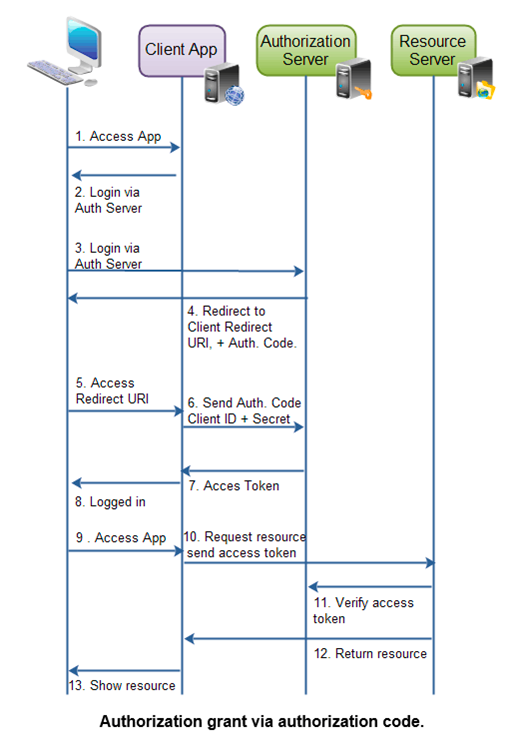 Client App
Authorization
Server
Resource
Server
1. Access App
2. Login via
Auth Server
3. Login via
Auth Server
4. Redirect to
Client Redirect
URI, + Auth. Code.
5. Access
Redirect URI
6. Send Auth. Code
Client ID + Secret
7. Acces Token
8. Logged in
9 . Access App
10. Request resource
send access token
11. Verify access
token
12. Return resource
13. Show resource
Authorization grant via authorization code.